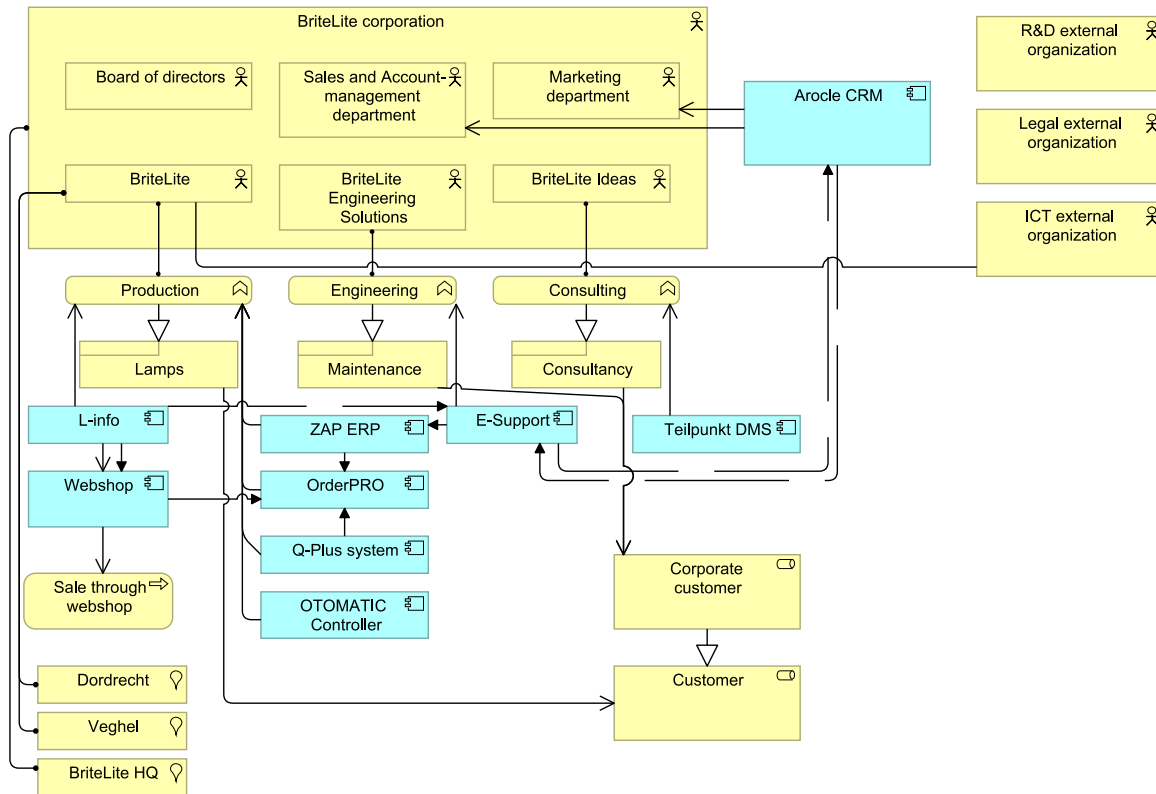 BriteLite corporation
R&D external
organization
Board of directors
Sales and Account-
management
department
Marketing
department
Arocle CRM
Legal external
organization
BriteLite
BriteLite
Engineering
Solutions
BriteLite Ideas
ICT external
organization
Production
Engineering
Consulting
Lamps
Maintenance
Consultancy
L-info
ZAP ERP
E-Support
Teilpunkt DMS
Webshop
OrderPRO
Q-Plus system
Sale through
webshop
OTOMATIC
Controller
Corporate
customer
Dordrecht
Customer
Veghel
BriteLite HQ